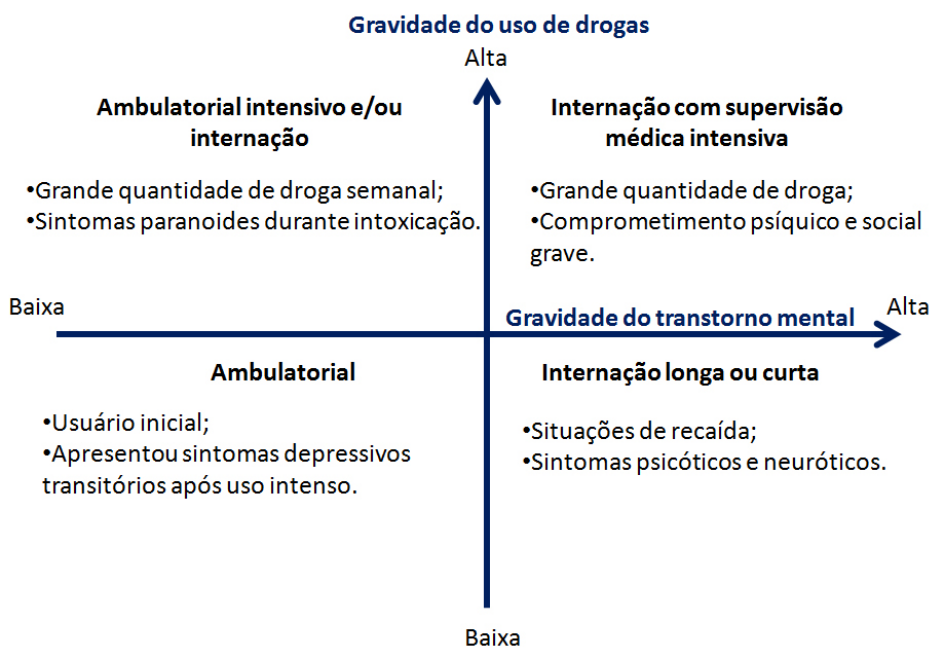 Gravidade do uso de drogas
Alta
Ambulatorial intensivo e/ou
internação
•Grande quantidade de droga semanal;
•Sintomas paranoides durante intoxicação.
Internação com supervisão
médica intensiva
•Grande quantidade de droga;
•Comprometimento psíquico e social
grave.
Baixa
Gravidade do transtorno mental
Alta
Ambulatorial
•Usuário inicial;
•Apresentou sintomas depressivos
transitórios após uso intenso.
Internação longa ou curta
•Situações de recaída;
•Sintomas psicóticos e neuróticos.
Baixa